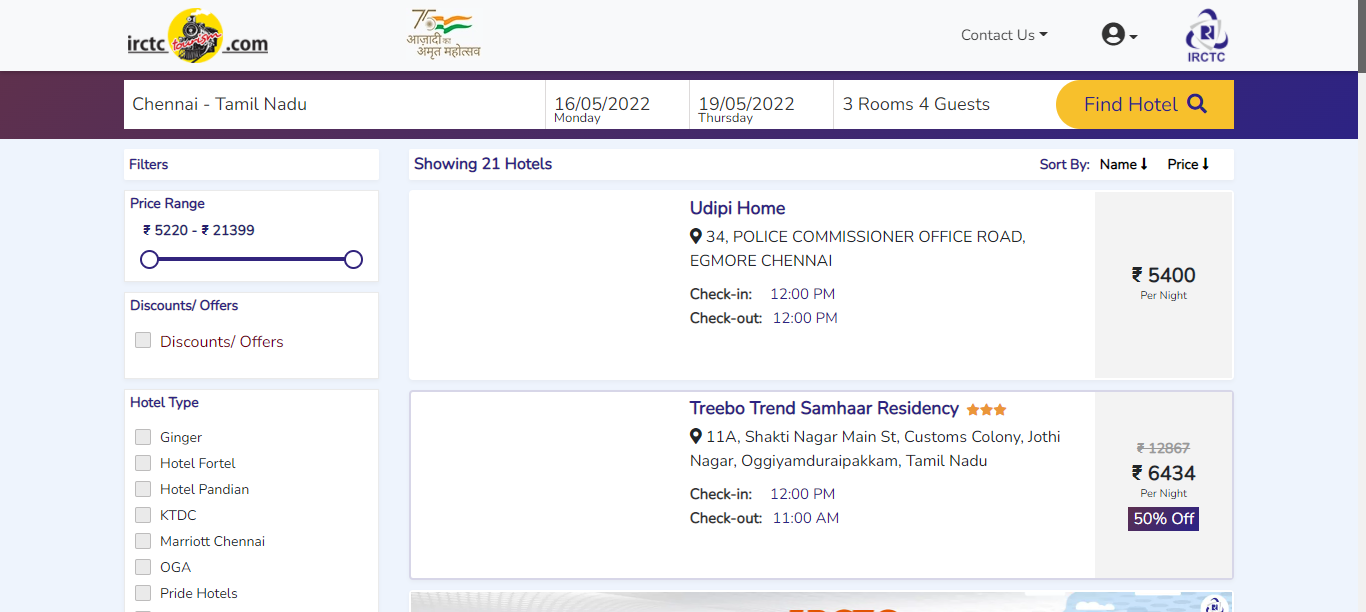 irctc tourism .com
75
आज़ादी का
अमृत महोत्सव
Contact Us
IRCTC
Chennai - Tamil Nadu
16/05/2022
Monday
19/05/2022
Thursday
3 Rooms 4 Guests
Find Hotel
Filters
Showing 21 Hotels
Sort By: Name Price
Price Range
₹ 5220 - ₹ 21399
Discounts/ Offers
Discounts/ Offers
Hotel Type
Ginger
Hotel Fortel
Hotel Pandian
KTDC
Marriott Chennai
OGA
Pride Hotels
Udipi Home
34, POLICE COMMISSIONER OFFICE ROAD,
EGMORE CHENNAI
Check-in: 12:00 PM
Check-out: 12:00 PM
₹ 5400
Per Night
Treebo Trend Samhaar Residency
11A, Shakti Nagar Main St, Customs Colony, Jothi
Nagar, Oggiyamduraipakkam, Tamil Nadu
Check-in: 12:00 PM
Check-out: 11:00 AM
₹ 12867
₹ 6434
Per Night
50% Off
IRCTC